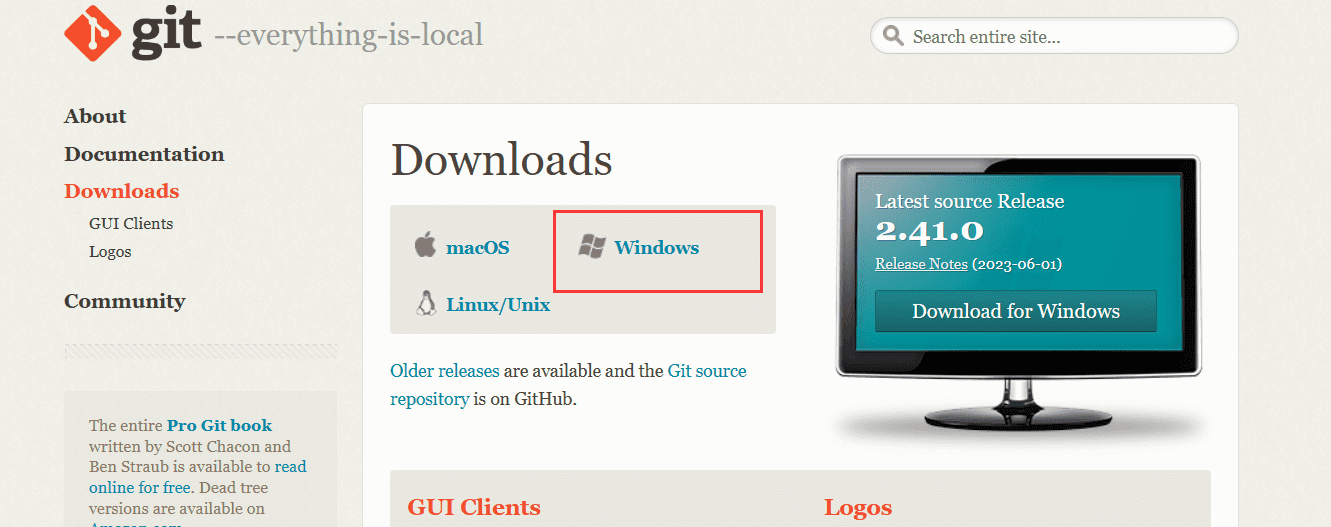 git --everything-is-local
Search entire site...
About
Documentation
Downloads
GUI Clients
Logos
Community
The entire Pro Git book
written by Scott Chacon and
Ben Straub is available to read
online for free. Dead tree
versions are available on
Amazon.com
Downloads
macOS
Windows
Linux/Unix
Older releases are available and the Git source
repository is on GitHub.
Latest source Release
2.41.0
Release Notes (2023-06-01)
Download for Windows
GUI Clients
Logos